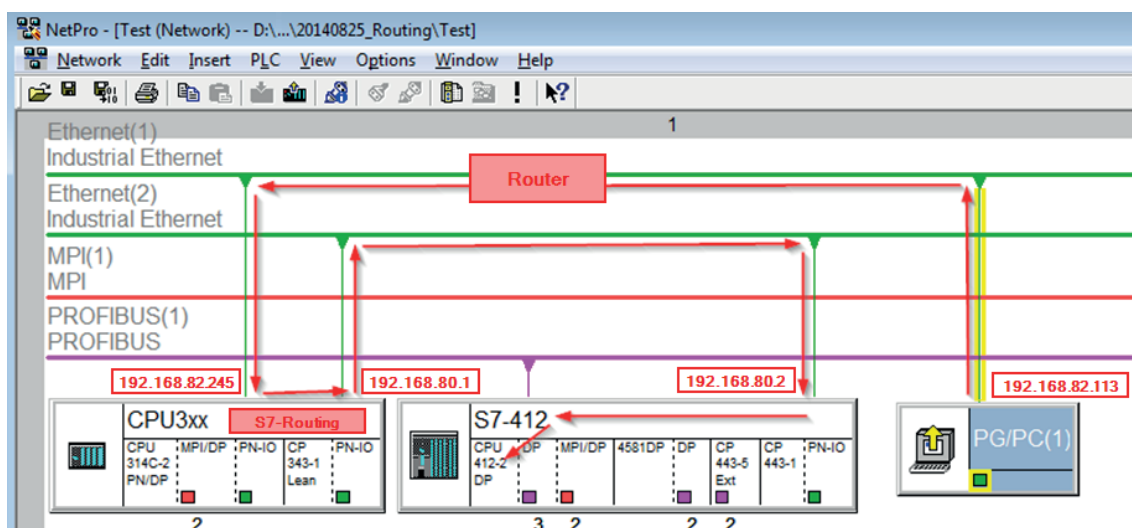 NetPro - [Test (Network) -- D:\...\20140825_Routing\Test]
Network Edit Insert PLC View Options Window Help
1
Ethernet(1)
Industrial Ethernet
Router
Ethernet(2)
Industrial Ethernet
MPI(1)
MPI
PROFIBUS(1)
PROFIBUS
192.168.82.245
192.168.80.1
192.168.80.2
192.168.82.113
CPU3xx
S7-Routing
CPU
314C-2
PN/DP
MPI/DP
PN-IO
CP
343-1
Lean
PN-IO
2
S7-412
CPU
412-2
DP
DP
MPI/DP
4581DP
DP
CP
443-5
Ext
CP
443-1
PN-IO
3 2 2 2
PG/PC(1)